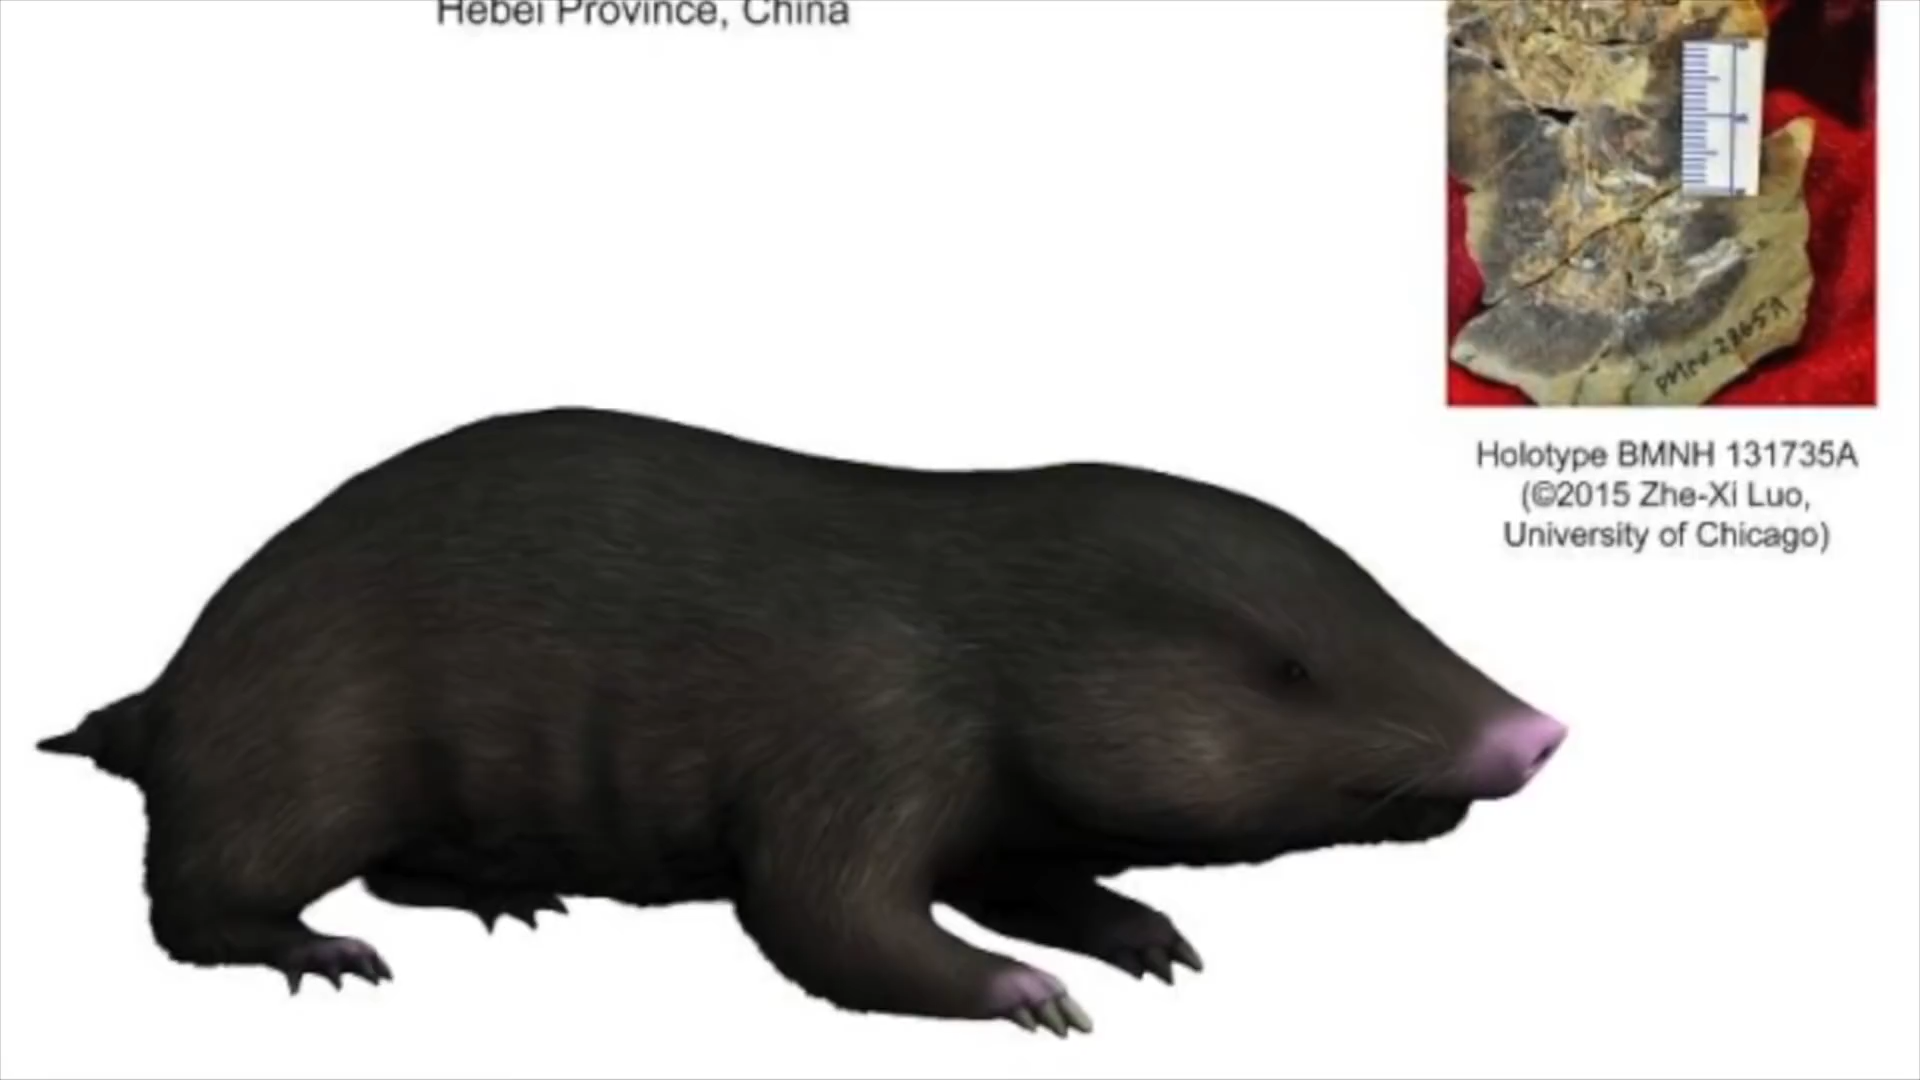 Hebei Province, China
Holotype BMNH 131735A
(©2015 Zhe-Xi Luo,
University of Chicago)